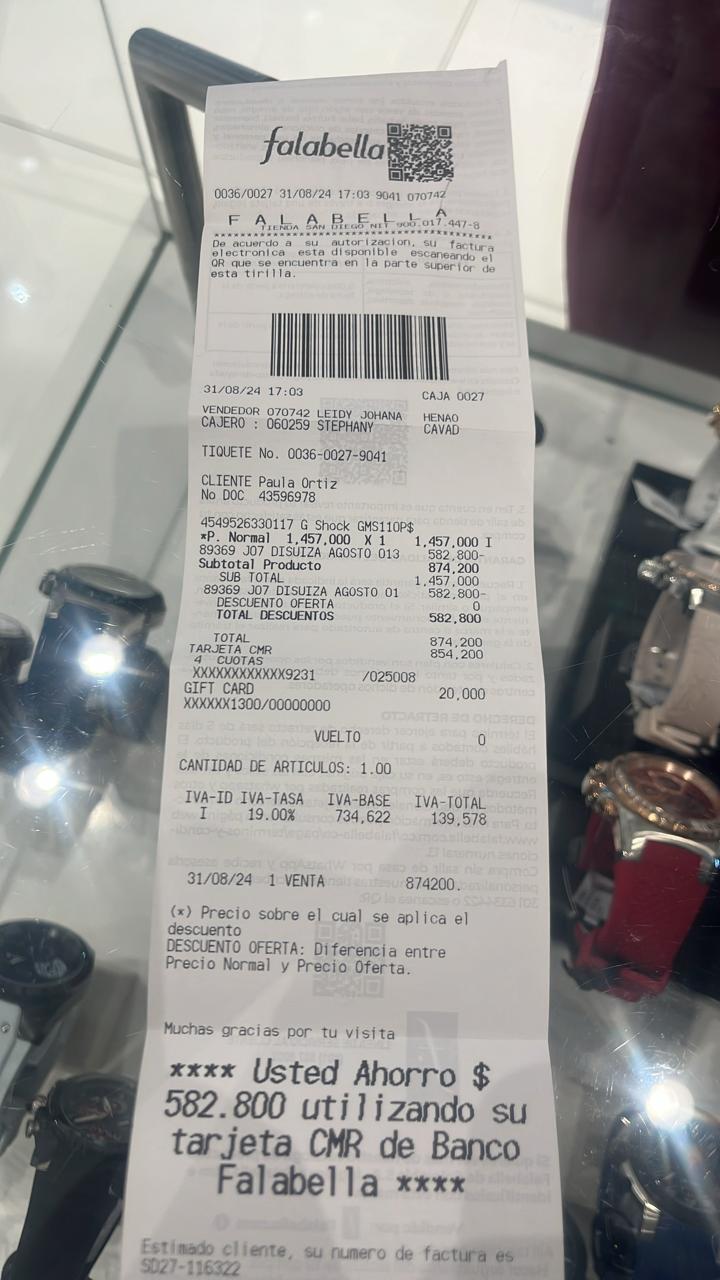 falabella
0036/0027 31/08/24 17:03 9041 070742
F A L A B E L L A
TIENDA SAN DIEGO NIT 900.017.447-8
****************************************
De acuerdo a su autorizacion, su factura
electronica esta disponible escaneando el
QR que se encuentra en la parte superior de
esta tirilla.
31/08/24 17:03 CAJA 0027
VENDEDOR 070742 LEIDY JOHANA HENAO
CAJERO : 060259 STEPHANY CAVAD
TIQUETE No. 0036-0027-9041
CLIENTE Paula Ortiz
No DOC 43596978
4549526330117 G Shock GMS110P$
*P. Normal 1,457,000 X 1 1,457,000 I
89369 J07 DISUIZA AGOSTO 013 582,800-
Subtotal Producto 874,200
SUB TOTAL 1,457,000
89369 J07 DISUIZA AGOSTO 01 582,800-
DESCUENTO OFERTA 0
TOTAL DESCUENTOS 582,800
TOTAL 874,200
TARJETA CMR 854,200
4 CUOTAS
XXXXXXXXXXXX9231 /025008
GIFT CARD 20,000
XXXXXX1300/00000000
VUELTO 0
CANTIDAD DE ARTICULOS: 1.00
IVA-ID IVA-TASA IVA-BASE IVA-TOTAL
I 19.00% 734,622 139,578
31/08/24 1 VENTA 874200.
(*) Precio sobre el cual se aplica el
descuento
DESCUENTO OFERTA: Diferencia entre
Precio Normal y Precio Oferta.
Muchas gracias por tu visita
**** Usted Ahorro $
582.800 utilizando su
tarjeta CMR de Banco
Falabella ****
Estimado cliente, su numero de factura es
SD27-116322